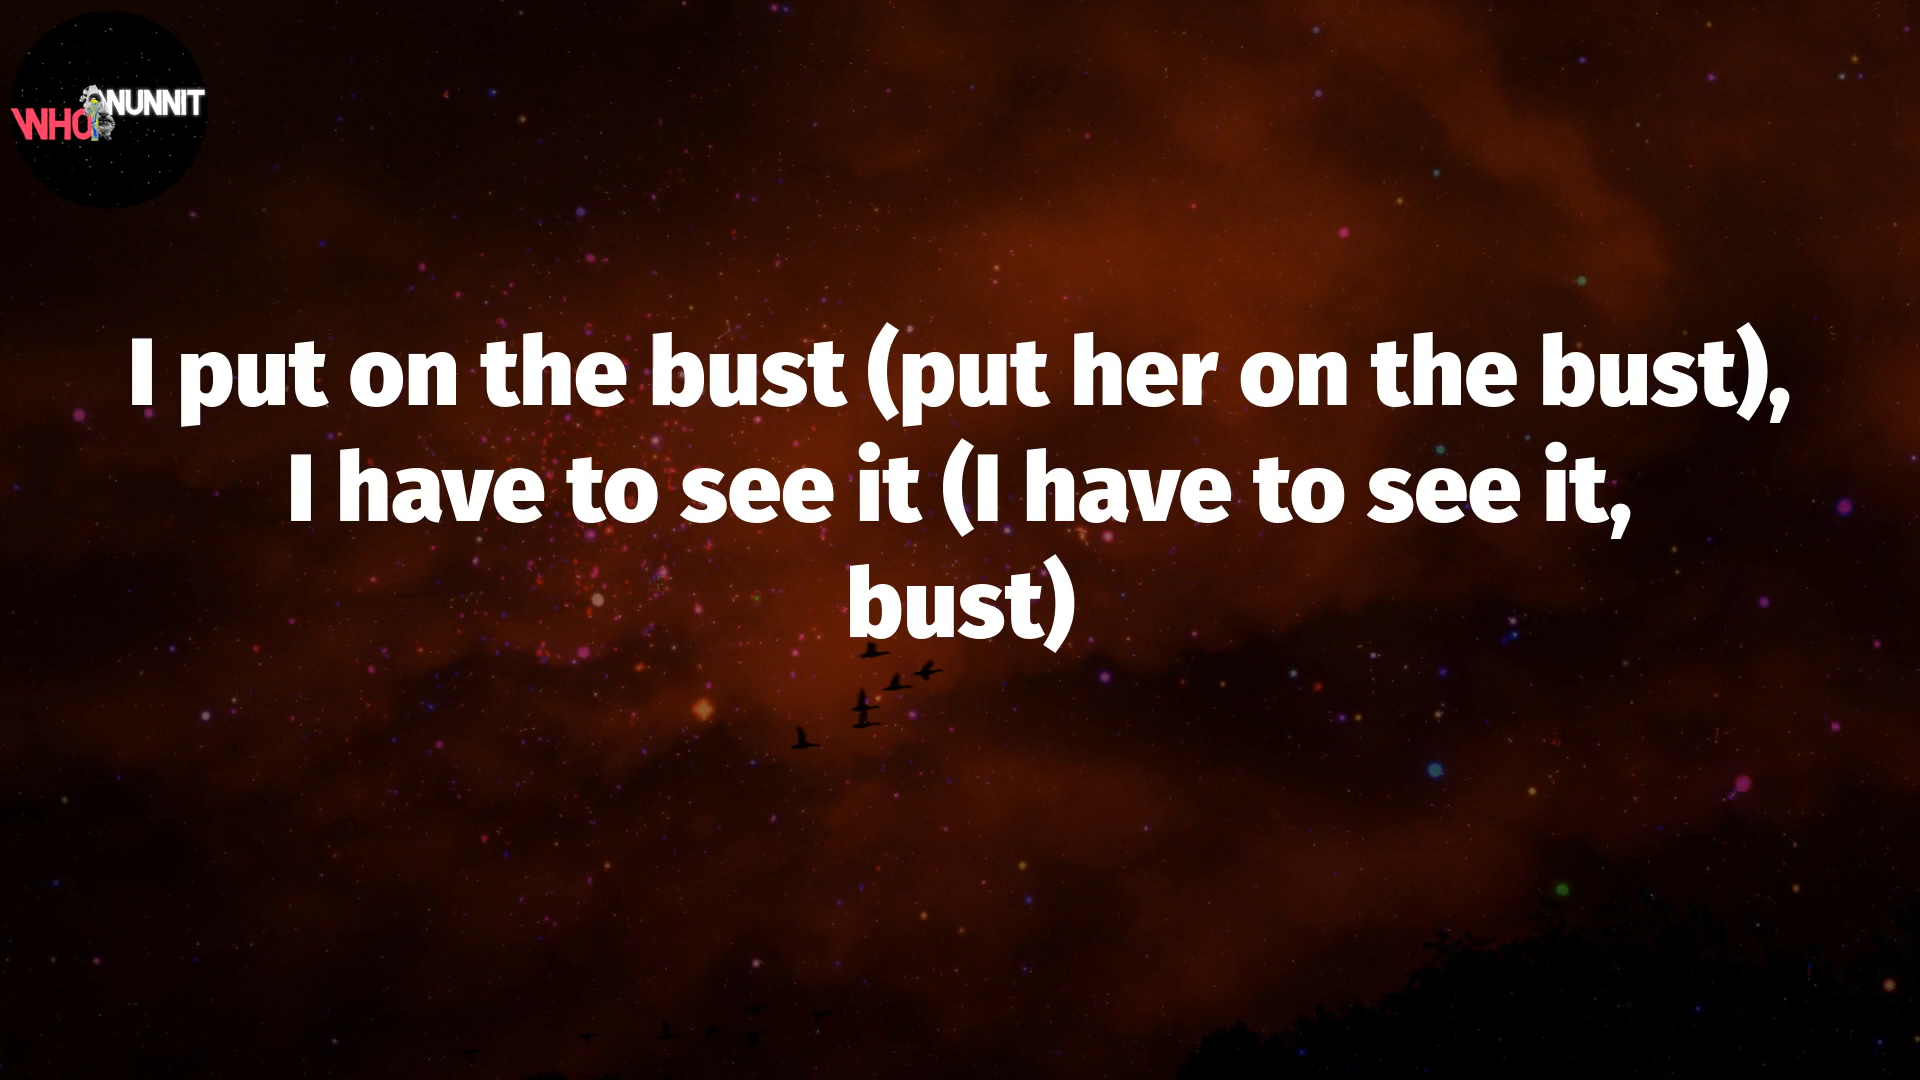 WHO NUNNIT
I put on the bust (put her on the bust),
I have to see it (I have to see it,
bust)